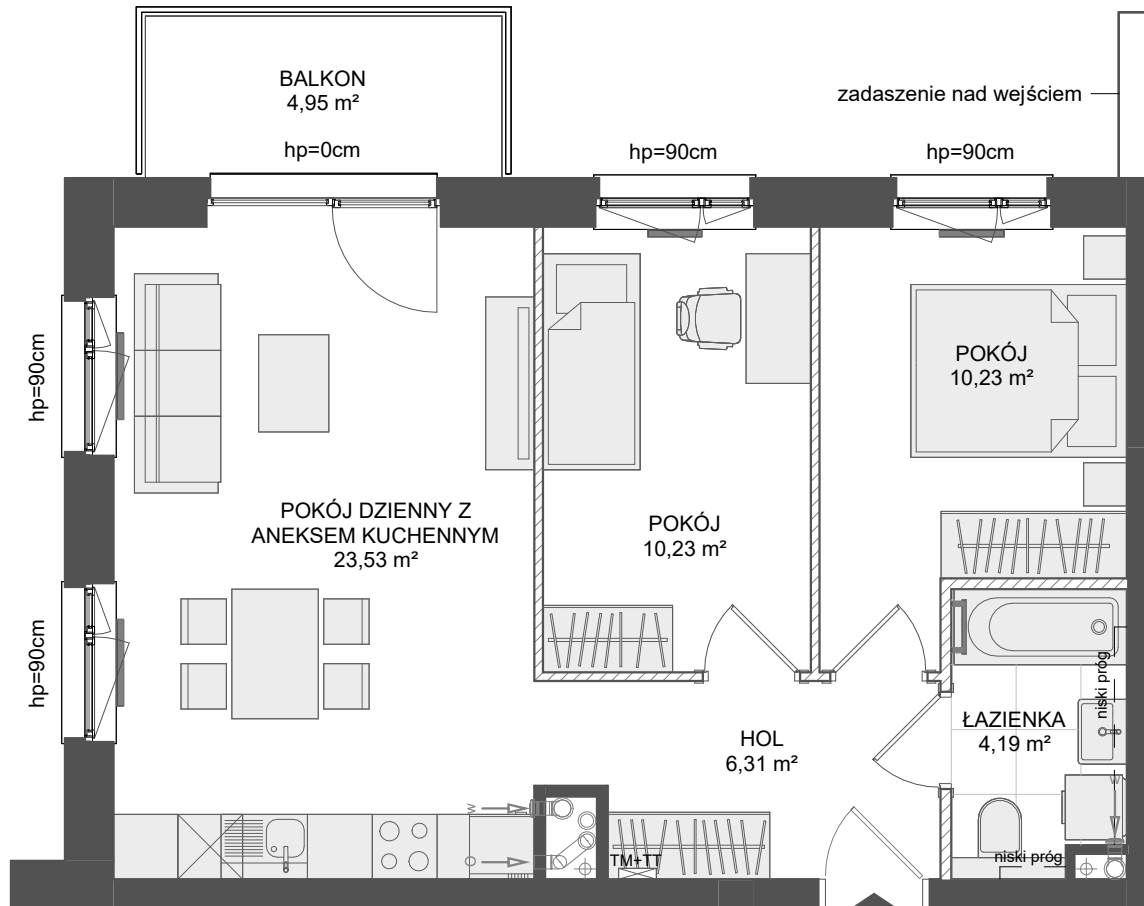 BALKON
4,95 m²
zadaszenie nad wejściem
hp=0cm
hp=90cm
hp=90cm
hp=90cm
POKÓJ
10,23 m²
POKÓJ DZIENNY Z
ANEKSEM KUCHENNYM
23,53 m²
POKÓJ
10,23 m²
hp=90cm
niski próg
ŁAZIENKA
4,19 m²
HOL
6,31 m²
W
W
O
TM+TT
niski próg